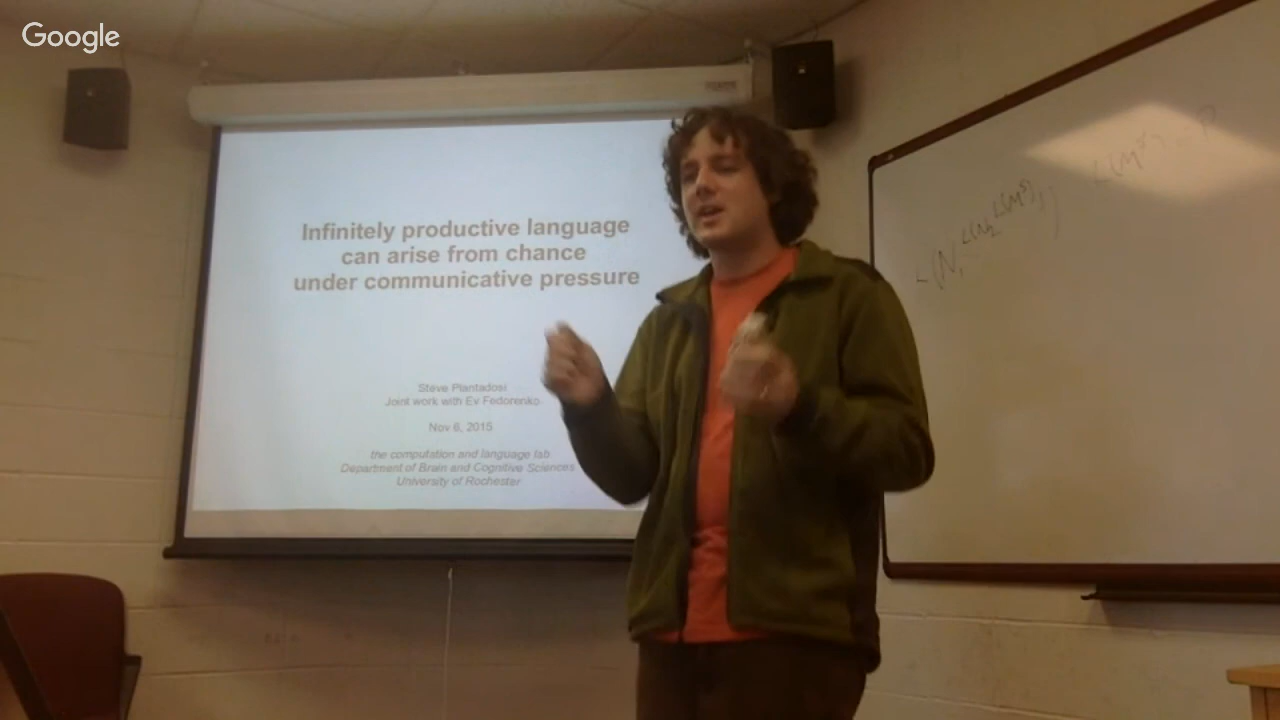 Google
Infinitely productive language
can arise from chance
under communicative pressure
Steve Piantadosi
Joint work with Ev Fedorenko
Nov 6, 2015
the computation and language lab
Department of Brain and Cognitive Sciences
University of Rochester